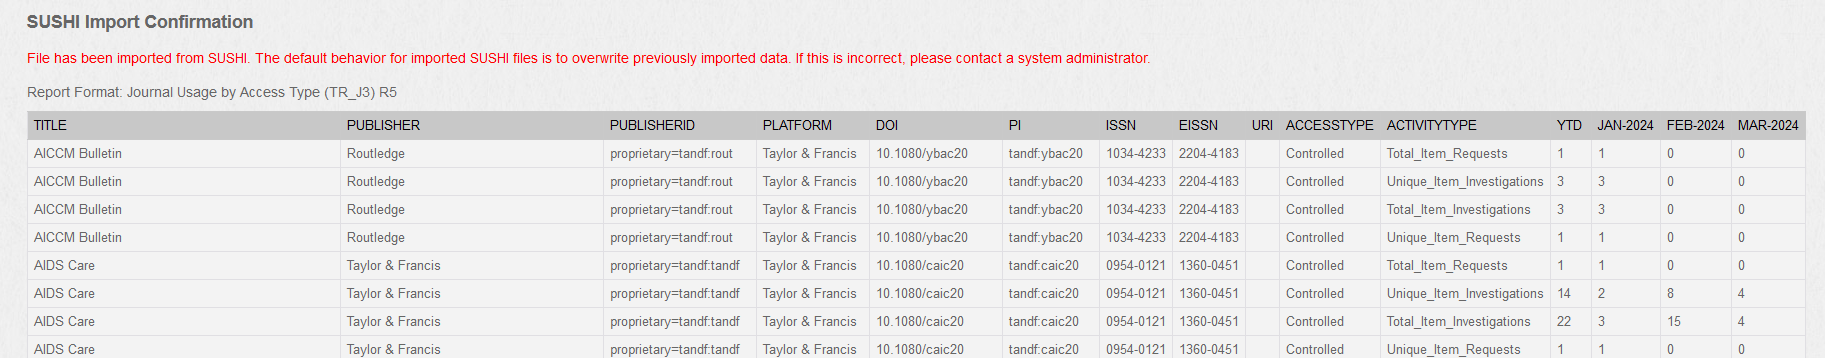 SUSHI Import Confirmation
File has been imported from SUSHI. The default behavior for imported SUSHI files is to overwrite previously imported data. If this is incorrect, please contact a system administrator.
Report Format: Journal Usage by Access Type (TR_J3) R5
TITLE PUBLISHER PUBLISHERID PLATFORM DOI PI ISSN EISSN URI ACCESSTYPE ACTIVITYTYPE YTD JAN-2024 FEB-2024 MAR-2024
AICCM Bulletin Routledge proprietary=tandf:rout Taylor & Francis 10.1080/ybac20 tandf:ybac20 1034-4233 2204-4183 Controlled Total_Item_Requests 1 1 0 0
AICCM Bulletin Routledge proprietary=tandf:rout Taylor & Francis 10.1080/ybac20 tandf:ybac20 1034-4233 2204-4183 Controlled Unique_Item_Investigations 3 3 0 0
AICCM Bulletin Routledge proprietary=tandf:rout Taylor & Francis 10.1080/ybac20 tandf:ybac20 1034-4233 2204-4183 Controlled Total_Item_Investigations 3 3 0 0
AICCM Bulletin Routledge proprietary=tandf:rout Taylor & Francis 10.1080/ybac20 tandf:ybac20 1034-4233 2204-4183 Controlled Unique_Item_Requests 1 1 0 0
AIDS Care Taylor & Francis proprietary=tandf:tandf Taylor & Francis 10.1080/caic20 tandf:caic20 0954-0121 1360-0451 Controlled Total_Item_Requests 1 1 0 0
AIDS Care Taylor & Francis proprietary=tandf:tandf Taylor & Francis 10.1080/caic20 tandf:caic20 0954-0121 1360-0451 Controlled Unique_Item_Investigations 14 2 8 4
AIDS Care Taylor & Francis proprietary=tandf:tandf Taylor & Francis 10.1080/caic20 tandf:caic20 0954-0121 1360-0451 Controlled Total_Item_Investigations 22 3 15 4
AIDS Care Taylor & Francis proprietary=tandf:tandf Taylor & Francis 10.1080/caic20 tandf:caic20 0954-0121 1360-0451 Controlled Unique_Item_Requests 1 1 0 0